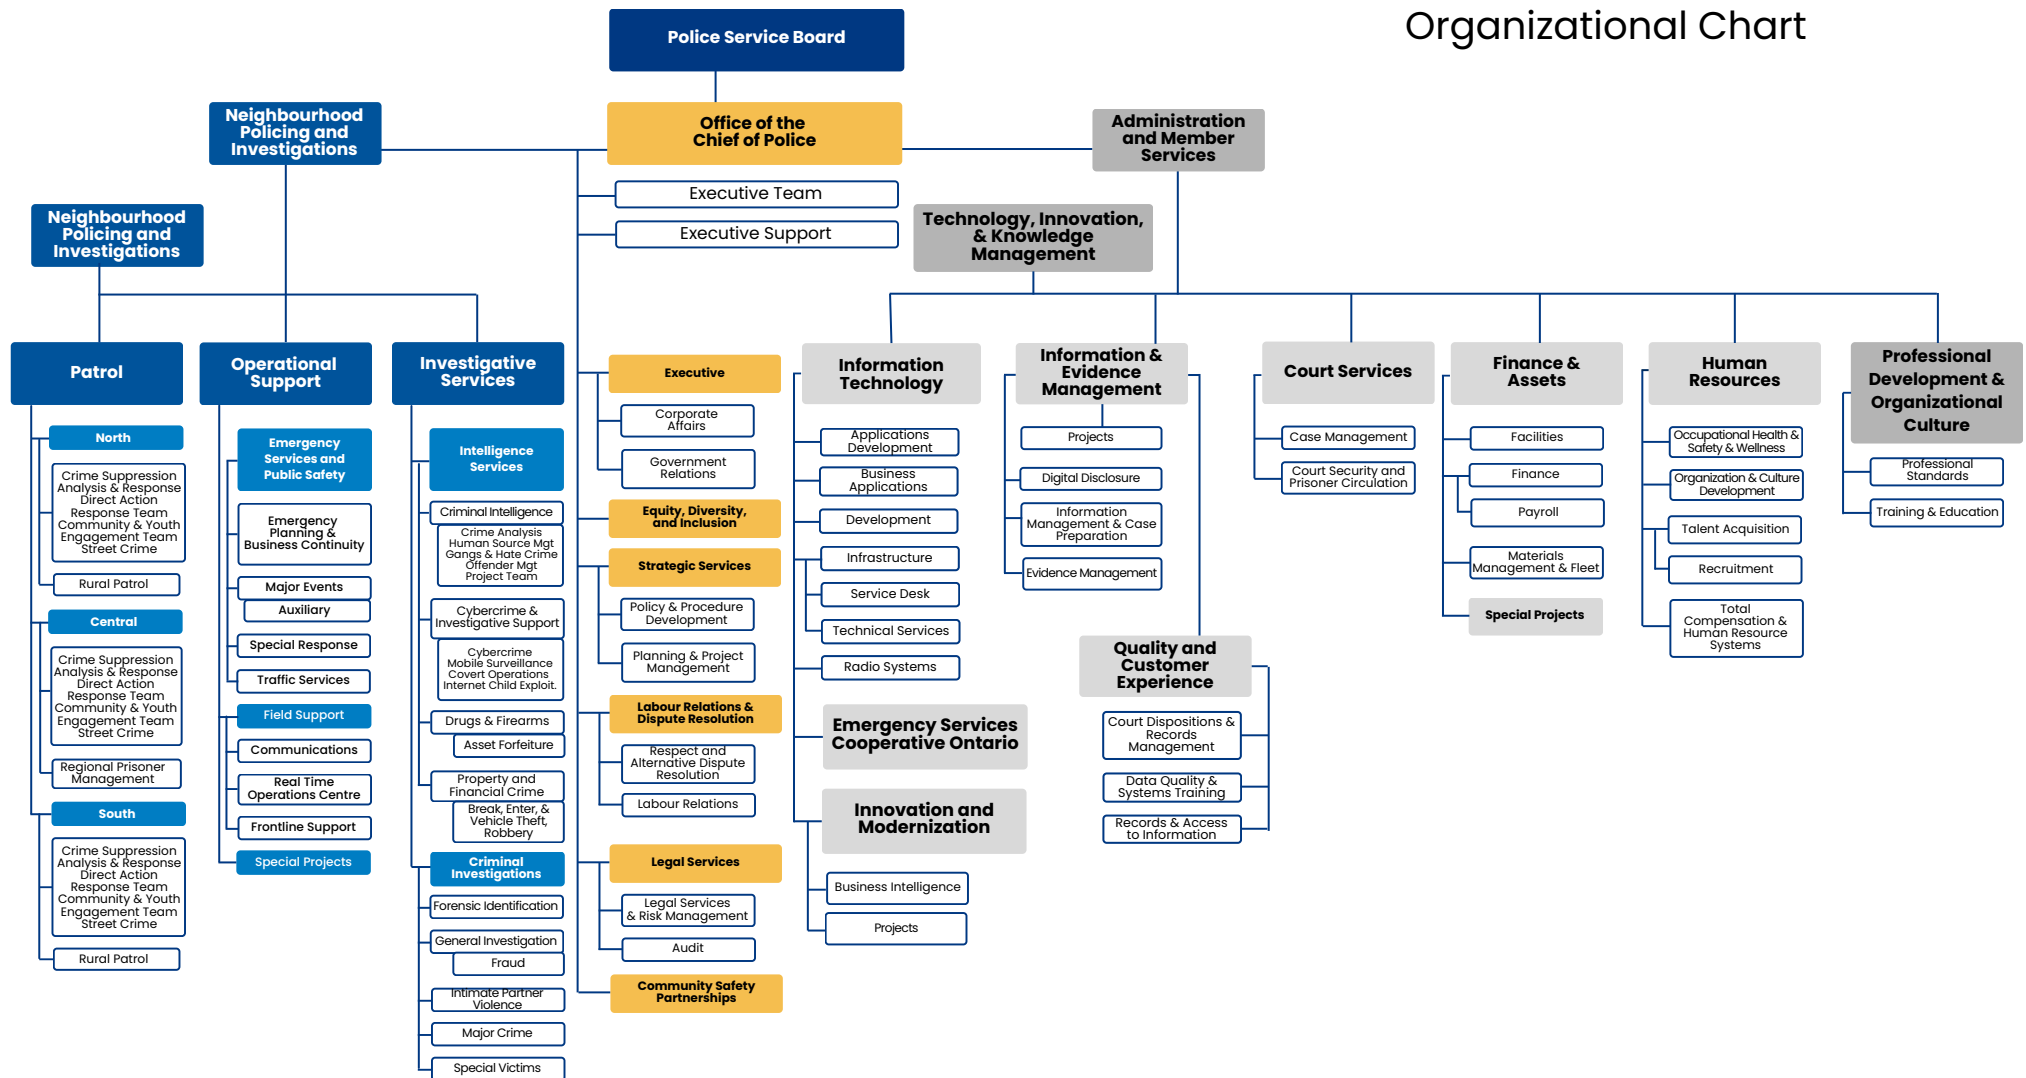 Organizational Chart
Police Service Board
Office of the
Chief of Police
Executive Team
Executive Support
Neighbourhood
Policing and
Investigations
Neighbourhood
Policing and
Investigations
Administration
and Member
Services
Technology, Innovation,
& Knowledge
Management
Patrol
North
Crime Suppression
Analysis & Response
Direct Action
Response Team
Community & Youth
Engagement Team
Street Crime
Rural Patrol
Central
Crime Suppression
Analysis & Response
Direct Action
Response Team
Community & Youth
Engagement Team
Street Crime
Regional Prisoner
Management
South
Crime Suppression
Analysis & Response
Direct Action
Response Team
Community & Youth
Engagement Team
Street Crime
Rural Patrol
Operational
Support
Emergency
Services and
Public Safety
Emergency
Planning &
Business Continuity
Major Events
Auxiliary
Special Response
Traffic Services
Field Support
Communications
Real Time
Operations Centre
Frontline Support
Special Projects
Investigative
Services
Intelligence
Services
Criminal Intelligence
Crime Analysis
Human Source Mgt
Gangs & Hate Crime
Offender Mgt
Project Team
Cybercrime &
Investigative Support
Cybercrime
Mobile Surveillance
Covert Operations
Internet Child Exploit.
Drugs & Firearms
Asset Forfeiture
Property and
Financial Crime
Break, Enter, &
Vehicle Theft,
Robbery
Criminal
Investigations
Forensic Identification
General Investigation
Fraud
Intimate Partner
Violence
Major Crime
Special Victims
Executive
Corporate
Affairs
Government
Relations
Equity, Diversity,
and Inclusion
Strategic Services
Policy & Procedure
Development
Planning & Project
Management
Labour Relations &
Dispute Resolution
Respect and
Alternative Dispute
Resolution
Labour Relations
Legal Services
Legal Services
& Risk Management
Audit
Community Safety
Partnerships
Information
Technology
Applications
Development
Business
Applications
Development
Infrastructure
Service Desk
Technical Services
Radio Systems
Emergency Services
Cooperative Ontario
Innovation and
Modernization
Business Intelligence
Projects
Information &
Evidence
Management
Projects
Digital Disclosure
Information
Management & Case
Preparation
Evidence Management
Quality and
Customer
Experience
Court Dispositions &
Records
Management
Data Quality &
Systems Training
Records & Access
to Information
Court Services
Case Management
Court Security and
Prisoner Circulation
Finance &
Assets
Facilities
Finance
Payroll
Materials
Management & Fleet
Special Projects
Human
Resources
Occupational Health &
Safety & Wellness
Organization & Culture
Development
Talent Acquisition
Recruitment
Total
Compensation &
Human Resource
Systems
Professional
Development &
Organizational
Culture
Professional
Standards
Training & Education